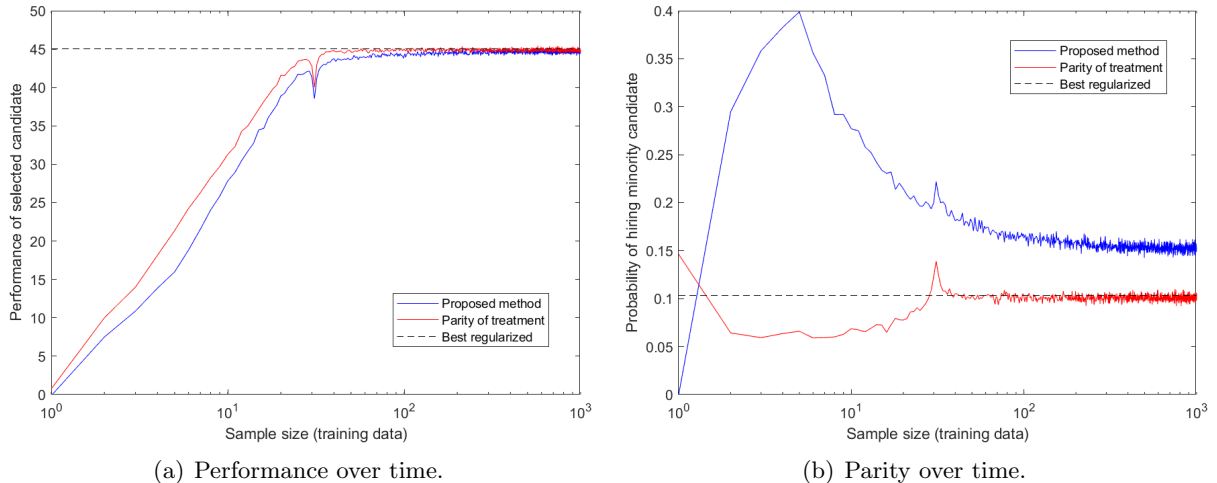 Performance of selected candidate
50
45
40
35
30
25
20
15
10
5
0
10^0
10^1
10^2
10^3
Sample size (training data)
Proposed method
Parity of treatment
Best regularized
(a) Performance over time.
Probability of hiring minority candidate
0.4
0.35
0.3
0.25
0.2
0.15
0.1
0.05
0
10^0
10^1
10^2
10^3
Sample size (training data)
Proposed method
Parity of treatment
Best regularized
(b) Parity over time.